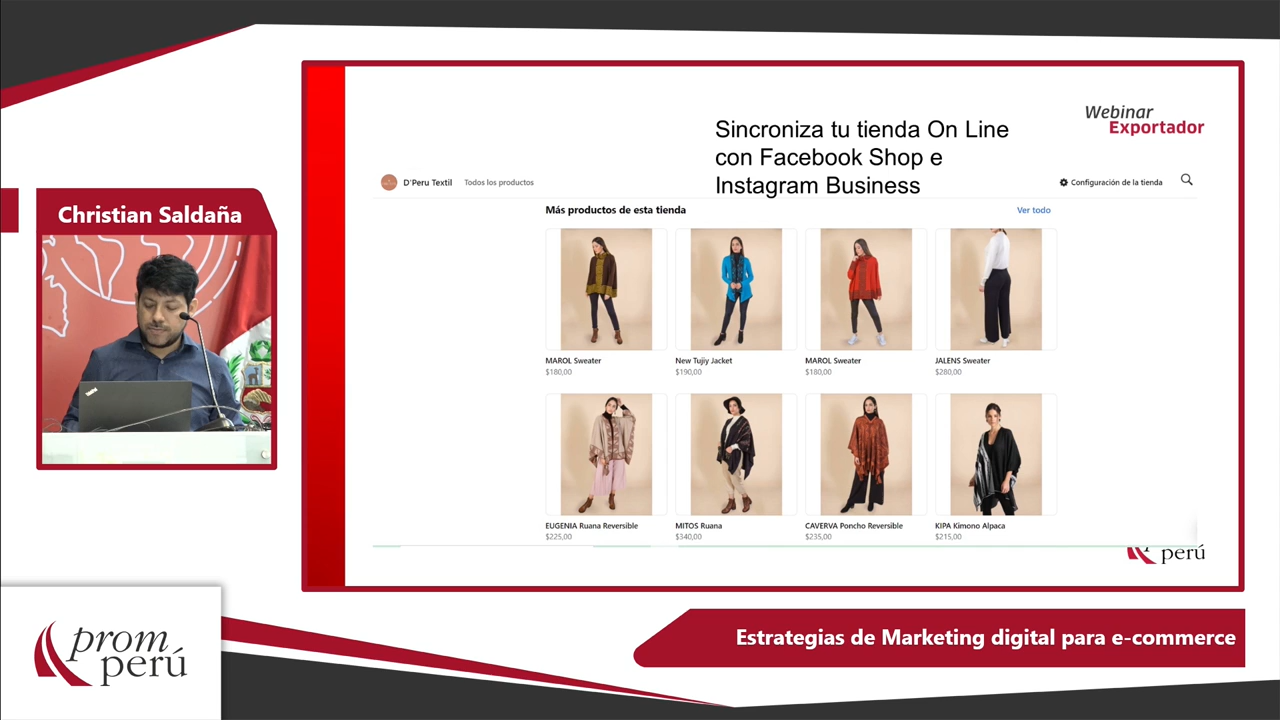 Christian Saldaña
Webinar
Exportador
Sincroniza tu tienda On Line
con Facebook Shop e
Instagram Business
D'Peru Textil
Todos los productos
Configuración de la tienda
Más productos de esta tienda
Ver todo
MAROL Sweater
$180,00
New Tujiy Jacket
$190,00
MAROL Sweater
$180,00
JALENS Sweater
$280,00
EUGENIA Ruana Reversible
$225,00
MITOS Ruana
$340,00
CAVERVA Poncho Reversible
$235,00
KIPA Kimono Alpaca
$215,00
perú
Estrategias de Marketing digital para e-commerce
prom
perú